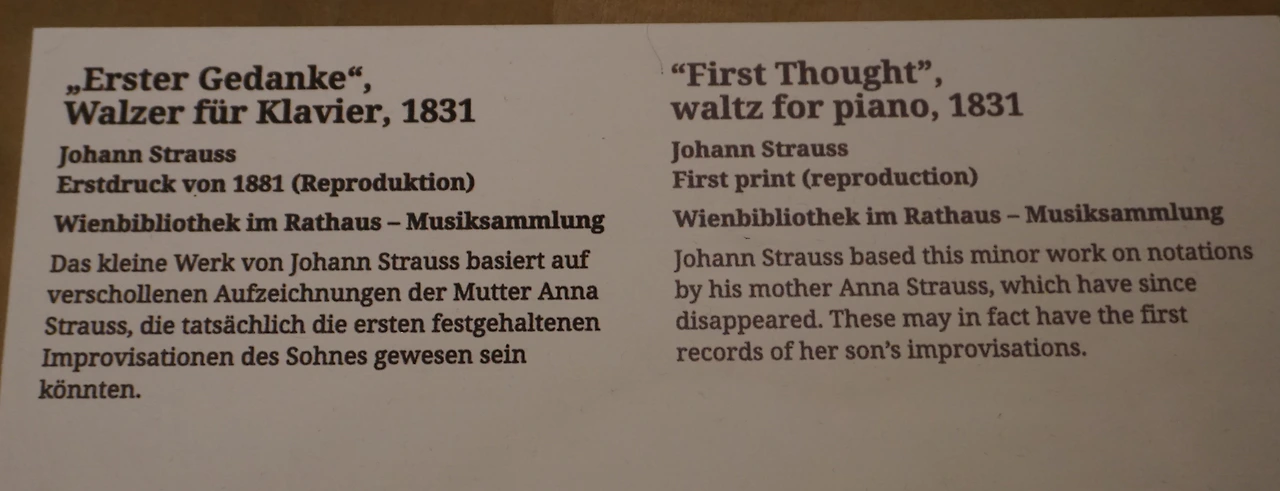 „Erster Gedanke“,
Walzer für Klavier, 1831
Johann Strauss
Erstdruck von 1881 (Reproduktion)
Wienbibliothek im Rathaus – Musiksammlung
Das kleine Werk von Johann Strauss basiert auf
verschollenen Aufzeichnungen der Mutter Anna
Strauss, die tatsächlich die ersten festgehaltenen
Improvisationen des Sohnes gewesen sein
könnten.
“First Thought”,
waltz for piano, 1831
Johann Strauss
First print (reproduction)
Wienbibliothek im Rathaus – Musiksammlung
Johann Strauss based this minor work on notations
by his mother Anna Strauss, which have since
disappeared. These may in fact have the first
records of her son’s improvisations.